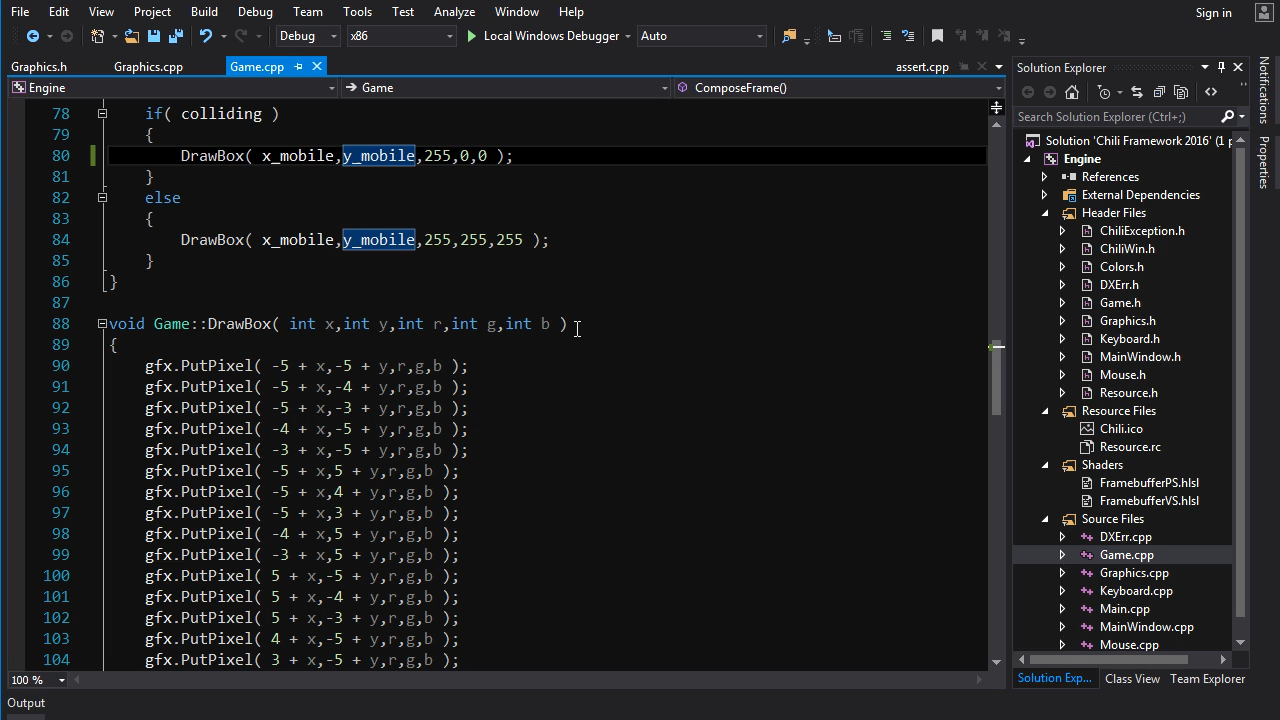 File Edit View Project Build Debug Team Tools Test Analyze Window Help Sign in
Debug x86 Local Windows Debugger Auto
Graphics.h Graphics.cpp Game.cpp assert.cpp
Engine Game ComposeFrame()
78 if( colliding )
79 {
80 DrawBox( x_mobile,y_mobile,255,0,0 );
81 }
82 else
83 {
84 DrawBox( x_mobile,y_mobile,255,255,255 );
85 }
86 }
87
88 void Game::DrawBox( int x,int y,int r,int g,int b )
89 {
90 gfx.PutPixel( -5 + x,-5 + y,r,g,b );
91 gfx.PutPixel( -5 + x,-4 + y,r,g,b );
92 gfx.PutPixel( -5 + x,-3 + y,r,g,b );
93 gfx.PutPixel( -4 + x,-5 + y,r,g,b );
94 gfx.PutPixel( -3 + x,-5 + y,r,g,b );
95 gfx.PutPixel( -5 + x,5 + y,r,g,b );
96 gfx.PutPixel( -5 + x,4 + y,r,g,b );
97 gfx.PutPixel( -5 + x,3 + y,r,g,b );
98 gfx.PutPixel( -4 + x,5 + y,r,g,b );
99 gfx.PutPixel( -3 + x,5 + y,r,g,b );
100 gfx.PutPixel( 5 + x,-5 + y,r,g,b );
101 gfx.PutPixel( 5 + x,-4 + y,r,g,b );
102 gfx.PutPixel( 5 + x,-3 + y,r,g,b );
103 gfx.PutPixel( 4 + x,-5 + y,r,g,b );
104 gfx.PutPixel( 3 + x,-5 + y,r,g,b );
100 %
Output
Solution Explorer
Search Solution Explorer (Ctrl+;)
Solution 'Chili Framework 2016' (1 p
Engine
References
External Dependencies
Header Files
ChiliException.h
ChiliWin.h
Colors.h
DXErr.h
Game.h
Graphics.h
Keyboard.h
MainWindow.h
Mouse.h
Resource.h
Resource Files
Chili.ico
Resource.rc
Shaders
FramebufferPS.hlsl
FramebufferVS.hlsl
Source Files
DXErr.cpp
Game.cpp
Graphics.cpp
Keyboard.cpp
Main.cpp
MainWindow.cpp
Mouse.cpp
Solution Exp... Class View Team Explorer
Notifications
Properties